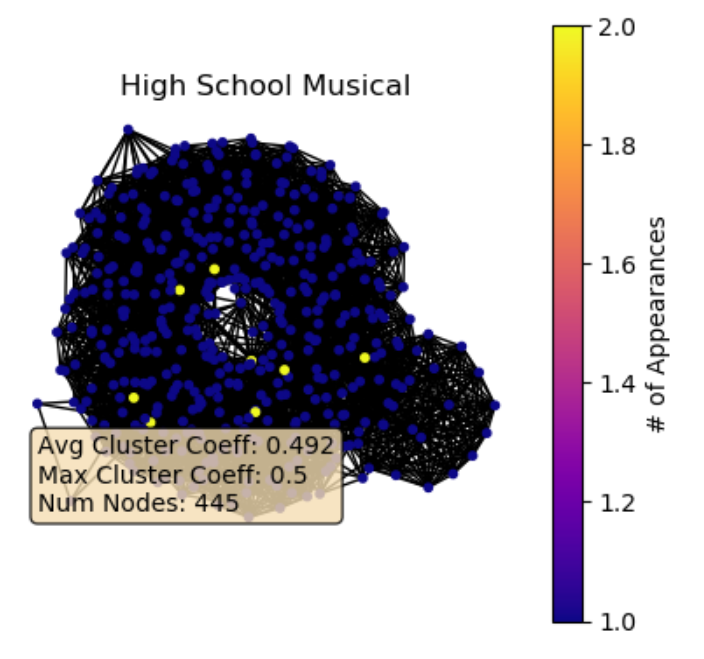 High School Musical
Avg Cluster Coeff: 0.492
Max Cluster Coeff: 0.5
Num Nodes: 445
2.0
1.8
1.6
1.4
1.2
1.0
# of Appearances